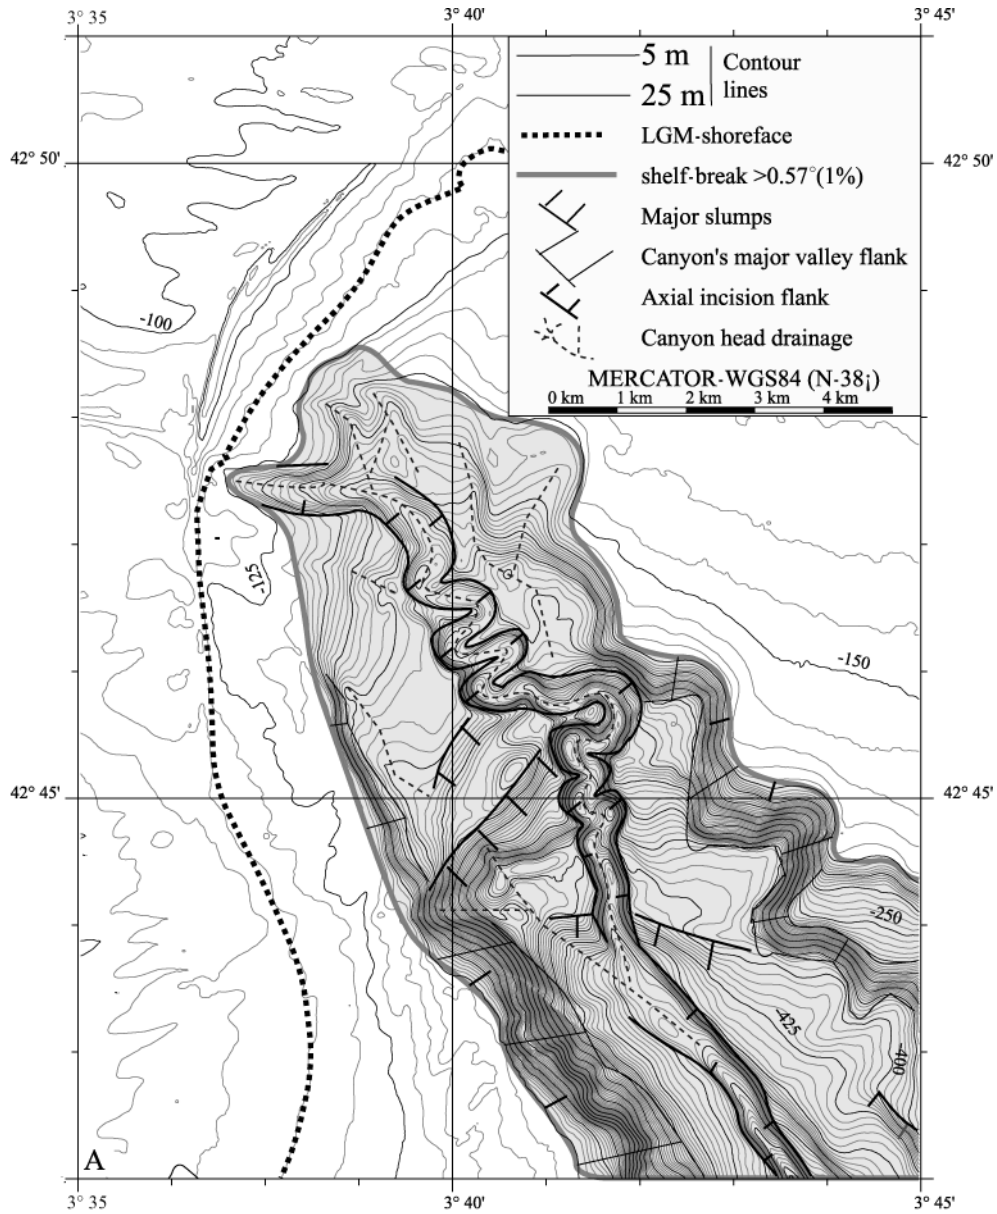 3° 35
3° 40'
3° 45'
5 m
25 m
Contour
lines
LGM-shoreface
shelf-break >0.57°(1%)
Major slumps
Canyon's major valley flank
Axial incision flank
Canyon head drainage
MERCATOR-WGS84 (N-38¡)
0 km 1 km 2 km 3 km 4 km
42° 50'
42° 50'
-100
-125
-150
42° 45'
42° 45'
-250
-425
-400
A
3° 35
3° 40'
3° 45'